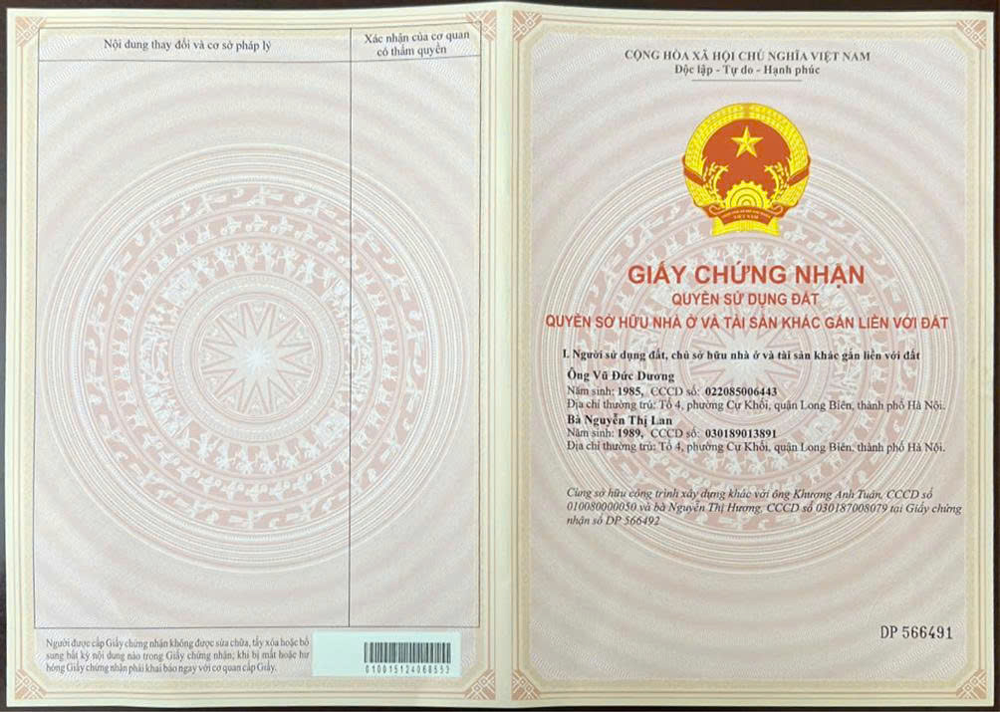 Nội dung thay đổi và cơ sở pháp lý
Xác nhận của cơ quan
có thẩm quyền
Người được cấp Giấy chứng nhận không được sửa chữa, tẩy xóa hoặc bổ
sung bất kỳ nội dung nào trong Giấy chứng nhận; khi bị mất hoặc hư
hỏng Giấy chứng nhận phải khai báo ngay với cơ quan cấp Giấy.
010015124068553
CỘNG HÒA XÃ HỘI CHỦ NGHĨA VIỆT NAM
Độc lập - Tự do - Hạnh phúc
VIỆT NAM
GIẤY CHỨNG NHẬN
QUYỀN SỬ DỤNG ĐẤT
QUYỀN SỞ HỮU NHÀ Ở VÀ TÀI SẢN KHÁC GẮN LIỀN VỚI ĐẤT
I. Người sử dụng đất, chủ sở hữu nhà ở và tài sản khác gắn liền với đất
Ông Vũ Đức Dương
Năm sinh: 1985, CCCD số: 022085006443
Địa chỉ thường trú: Tổ 4, phường Cự Khối, quận Long Biên, thành phố Hà Nội.
Bà Nguyễn Thị Lan
Năm sinh: 1989, CCCD số: 030189013891
Địa chỉ thường trú: Tổ 4, phường Cự Khối, quận Long Biên, thành phố Hà Nội.
Cùng sở hữu công trình xây dựng khác với ông Khương Anh Tuấn, CCCD số
010080000050 và bà Nguyễn Thị Hương, CCCD số 030187008079 tại Giấy chứng
nhận số DP 566492
DP 566491